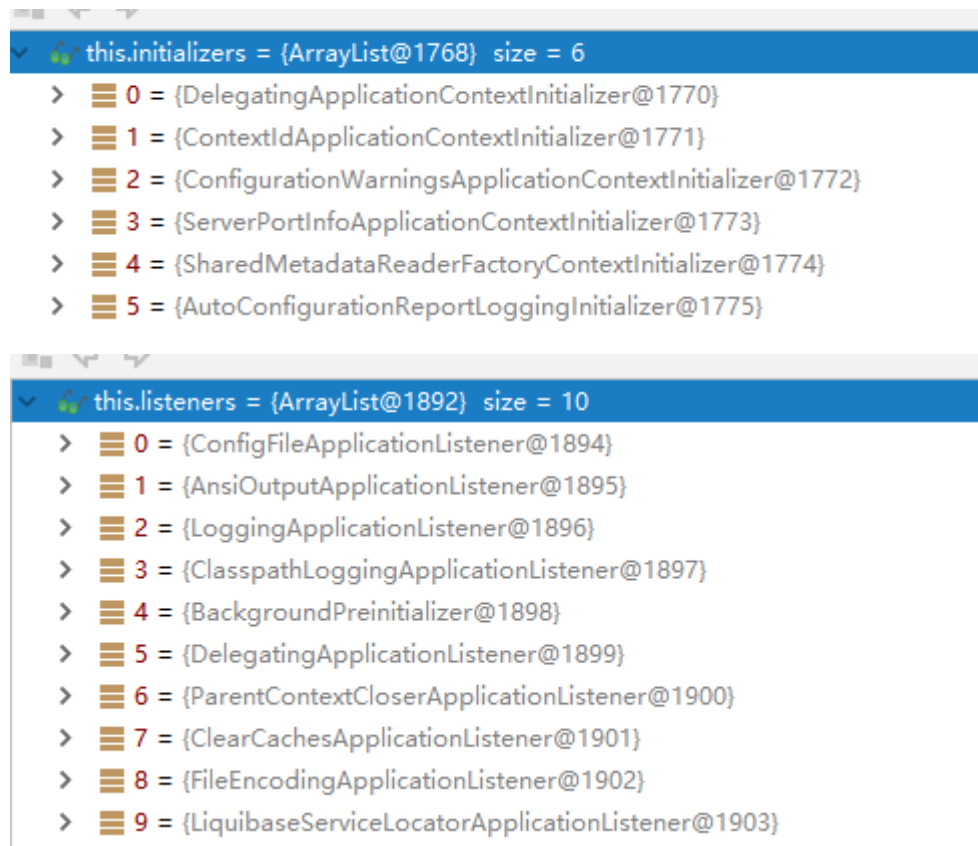 this.initializers = {ArrayList@1768} size = 6
0 = {DelegatingApplicationContextInitializer@1770}
1 = {ContextIdApplicationContextInitializer@1771}
2 = {ConfigurationWarningsApplicationContextInitializer@1772}
3 = {ServerPortInfoApplicationContextInitializer@1773}
4 = {SharedMetadataReaderFactoryContextInitializer@1774}
5 = {AutoConfigurationReportLoggingInitializer@1775}
this.listeners = {ArrayList@1892} size = 10
0 = {ConfigFileApplicationListener@1894}
1 = {AnsiOutputApplicationListener@1895}
2 = {LoggingApplicationListener@1896}
3 = {ClasspathLoggingApplicationListener@1897}
4 = {BackgroundPreinitializer@1898}
5 = {DelegatingApplicationListener@1899}
6 = {ParentContextCloserApplicationListener@1900}
7 = {ClearCachesApplicationListener@1901}
8 = {FileEncodingApplicationListener@1902}
9 = {LiquibaseServiceLocatorApplicationListener@1903}